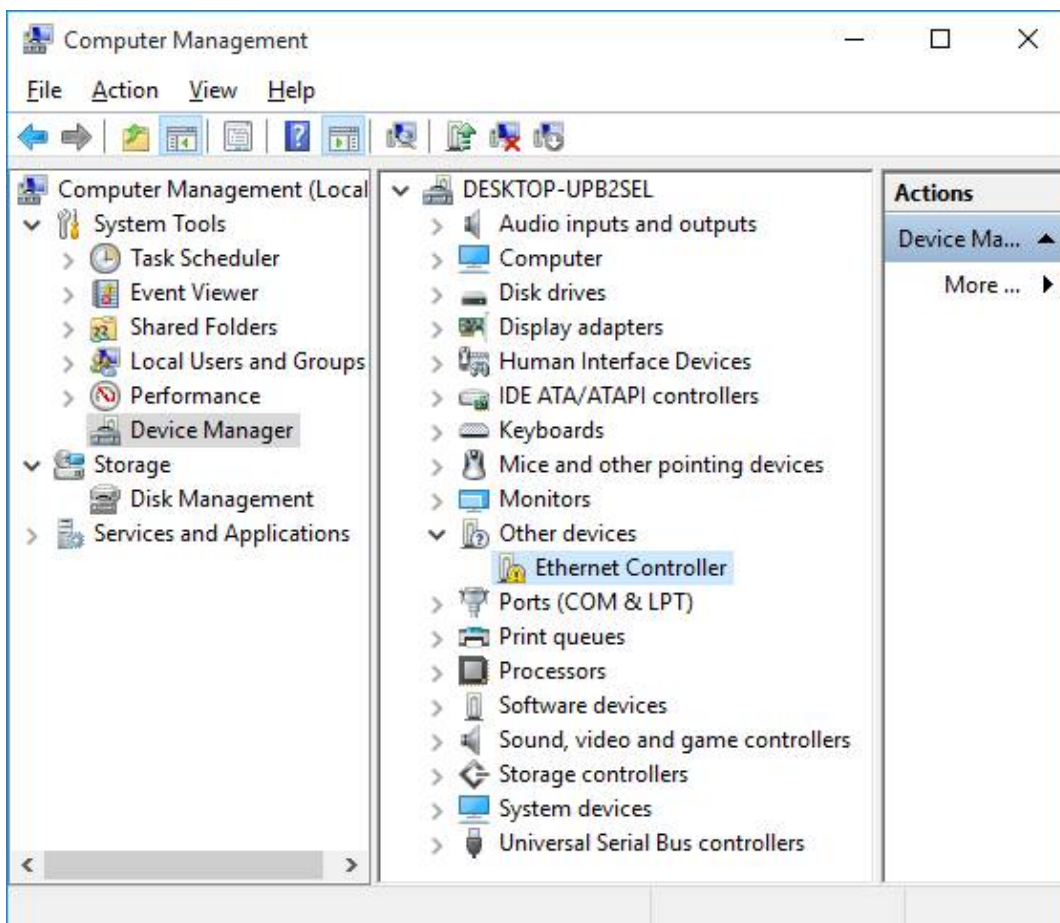 Computer Management
File Action View Help
Computer Management (Local
System Tools
Task Scheduler
Event Viewer
Shared Folders
Local Users and Groups
Performance
Device Manager
Storage
Disk Management
Services and Applications
DESKTOP-UPB2SEL
Audio inputs and outputs
Computer
Disk drives
Display adapters
Human Interface Devices
IDE ATA/ATAPI controllers
Keyboards
Mice and other pointing devices
Monitors
Other devices
Ethernet Controller
Ports (COM & LPT)
Print queues
Processors
Software devices
Sound, video and game controllers
Storage controllers
System devices
Universal Serial Bus controllers
Actions
Device Ma...
More ...